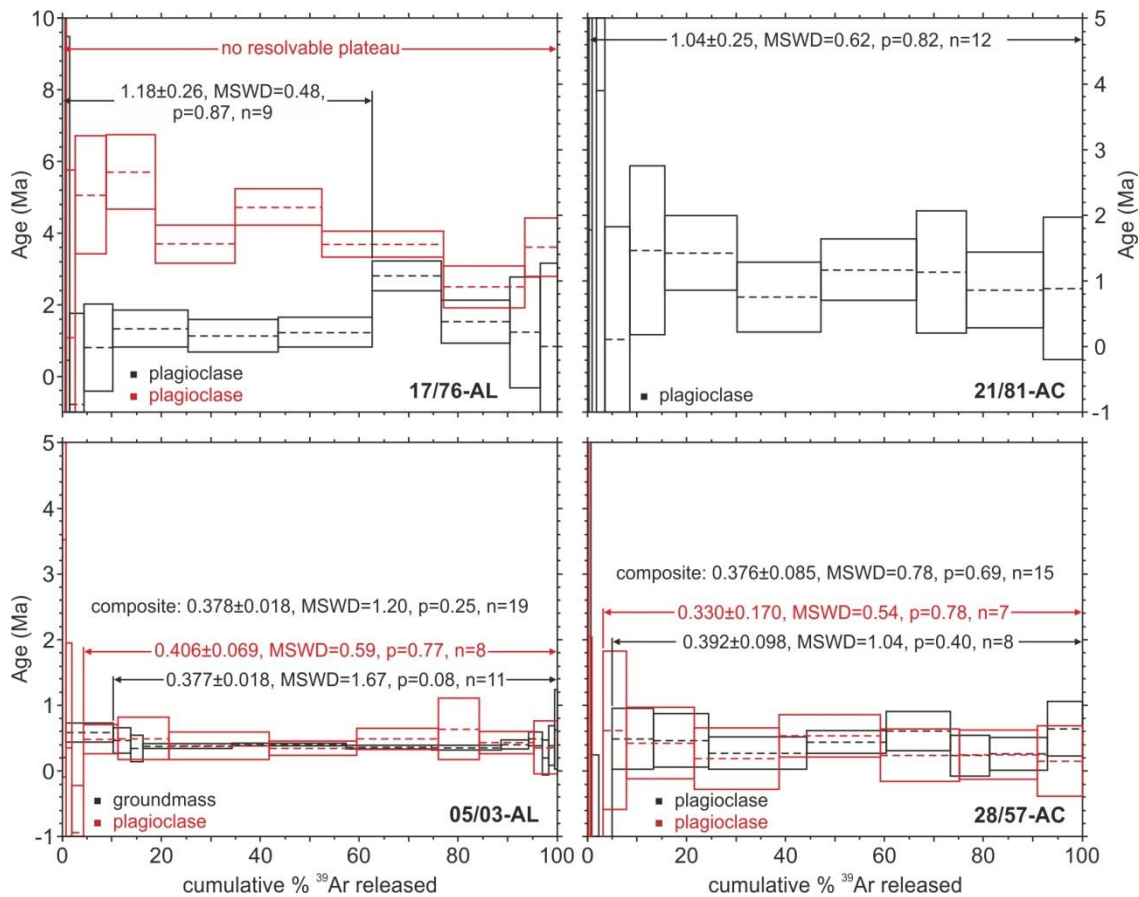 10
8
6
4
2
0
Age (Ma)
no resolvable plateau
1.18±0.26, MSWD=0.48,
p=0.87, n=9
plagioclase
plagioclase
17/76-AL
1.04±0.25, MSWD=0.62, p=0.82, n=12
plagioclase
21/81-AC
5
4
3
2
1
0
-1
Age (Ma)
5
4
3
2
1
0
-1
Age (Ma)
composite: 0.378±0.018, MSWD=1.20, p=0.25, n=19
0.406±0.069, MSWD=0.59, p=0.77, n=8
0.377±0.018, MSWD=1.67, p=0.08, n=11
groundmass
plagioclase
05/03-AL
0 20 40 60 80 100
cumulative % ³⁹Ar released
composite: 0.376±0.085, MSWD=0.78, p=0.69, n=15
0.330±0.170, MSWD=0.54, p=0.78, n=7
0.392±0.098, MSWD=1.04, p=0.40, n=8
plagioclase
plagioclase
28/57-AC
0 20 40 60 80 100
cumulative % ³⁹Ar released